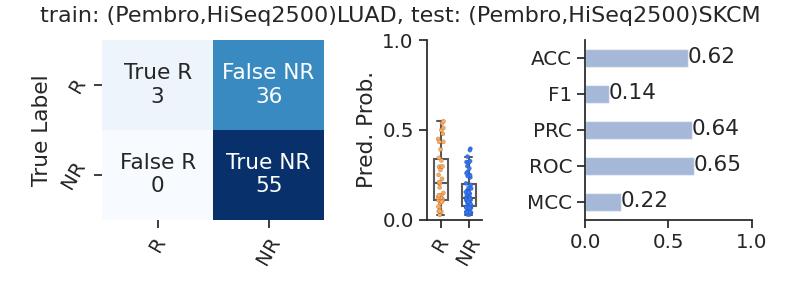 train: (Pembro,HiSeq2500)LUAD, test: (Pembro,HiSeq2500)SKCM
True Label
R
NR
True R
3
False NR
36
False R
0
True NR
55
R
NR
Pred. Prob.
1.0
0.5
0.0
R
NR
ACC
0.62
F1
0.14
PRC
0.64
ROC
0.65
MCC
0.22
0.0
0.5
1.0